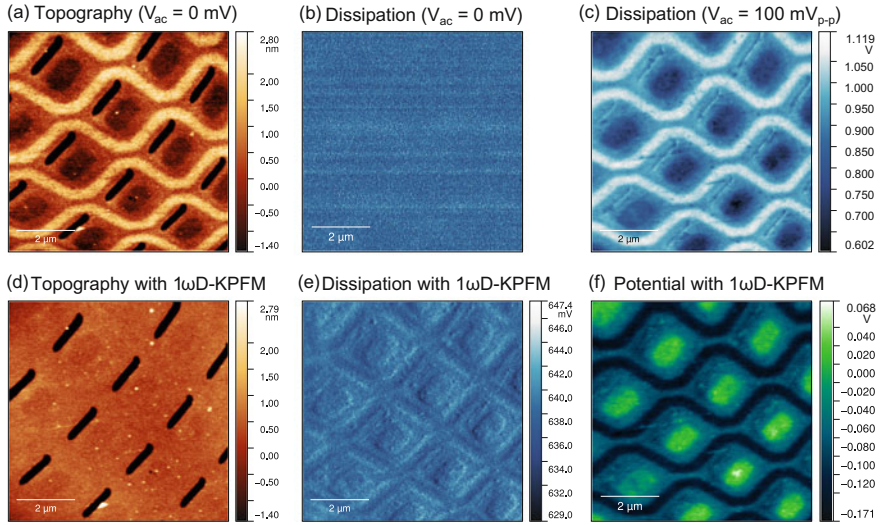 (a) Topography (Vac = 0 mV)
(b) Dissipation (Vac = 0 mV)
(c) Dissipation (Vac = 100 mVp-p)
2.80
nm
2.00
1.50
1.00
0.50
0.00
−0.50
−1.40
2 µm
2 µm
1.119
V
1.050
1.000
0.950
0.900
0.850
0.800
0.750
0.700
0.602
2 µm
(d) Topography with 1ωD-KPFM
(e) Dissipation with 1ωD-KPFM
(f) Potential with 1ωD-KPFM
2.79
nm
2.00
1.50
1.00
0.50
0.00
−0.50
−1.40
2 µm
647.4
mV
646.0
644.0
642.0
640.0
638.0
636.0
634.0
632.0
629.0
2 µm
0.068
V
0.040
0.020
0.000
−0.020
−0.040
−0.060
−0.080
−0.100
−0.120
−0.171
2 µm